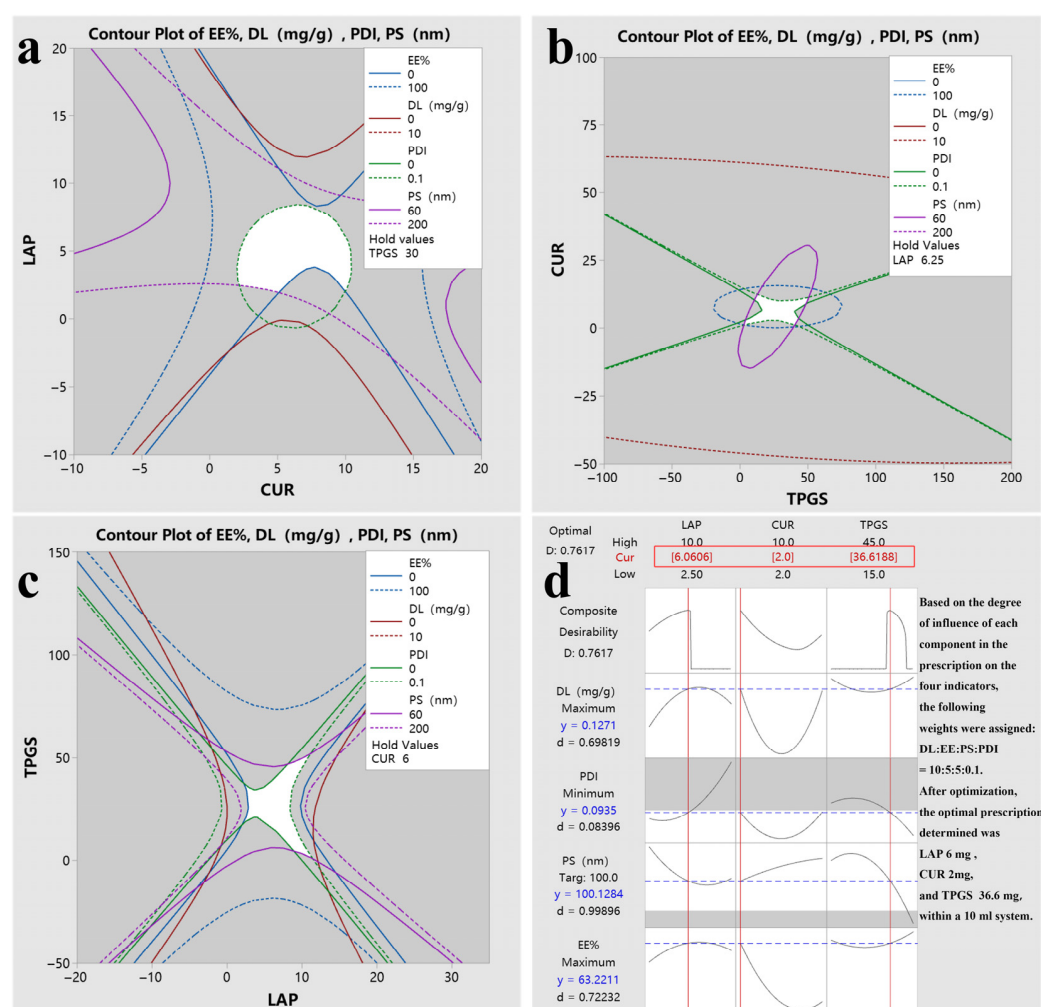 a
Contour Plot of EE%, DL (mg/g) , PDI, PS (nm)
EE%
0
100
DL (mg/g)
0
10
PDI
0
0.1
PS (nm)
60
200
Hold values
TPGS 30
LAP
20
15
10
5
0
−5
−10
−10
−5
0
5
10
15
20
CUR
b
Contour Plot of EE%, DL (mg/g) , PDI, PS (nm)
EE%
0
100
DL (mg/g)
0
10
PDI
0
0.1
PS (nm)
60
200
Hold Values
LAP 6.25
CUR
100
75
50
25
0
−25
−50
−100
−50
0
50
100
150
200
TPGS
c
Contour Plot of EE%, DL (mg/g) , PDI, PS (nm)
EE%
0
100
DL (mg/g)
0
10
PDI
0
0.1
PS (nm)
60
200
Hold Values
CUR 6
TPGS
150
100
50
0
−50
−20
−10
0
10
20
30
LAP
d
Optimal
D: 0.7617
LAP CUR TPGS
High 10.0 10.0 45.0
Cur [6.0606] [2.0] [36.6188]
Low 2.50 2.0 15.0
Composite
Desirability
D: 0.7617
DL (mg/g)
Maximum
y = 0.1271
d = 0.69819
PDI
Minimum
y = 0.0935
d = 0.08396
PS (nm)
Targ: 100.0
y = 100.1284
d = 0.99896
EE%
Maximum
y = 63.2211
d = 0.72232
Based on the degree
of influence of each
component in the
prescription on the
four indicators,
the following
weights were assigned:
DL:EE:PS:PDI
= 10:5:5:0.1.
After optimization,
the optimal prescription
determined was
LAP 6 mg ,
CUR 2mg,
and TPGS 36.6 mg,
within a 10 ml system.